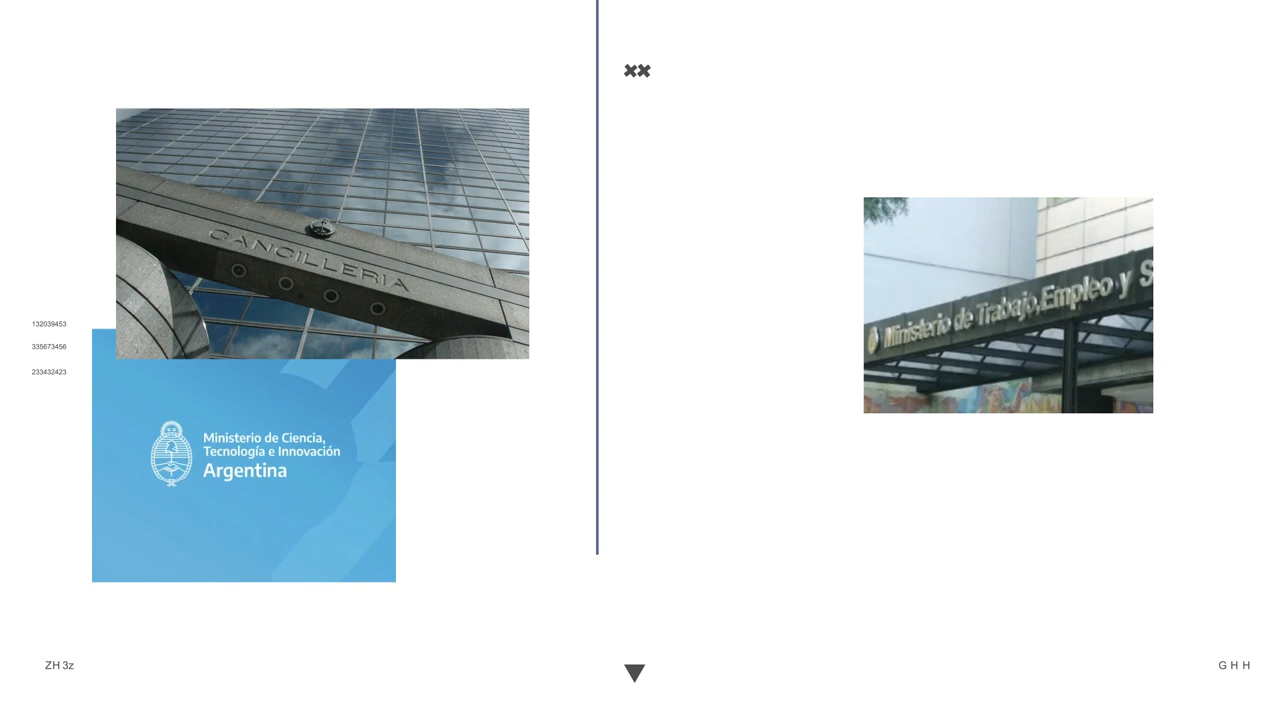 ✖✖
CANCILLERIA
Ministerio de Trabajo, Empleo y S
132039453
335673456
233432423
Ministerio de Ciencia,
Tecnología e Innovación
Argentina
ZH 3z
G H H